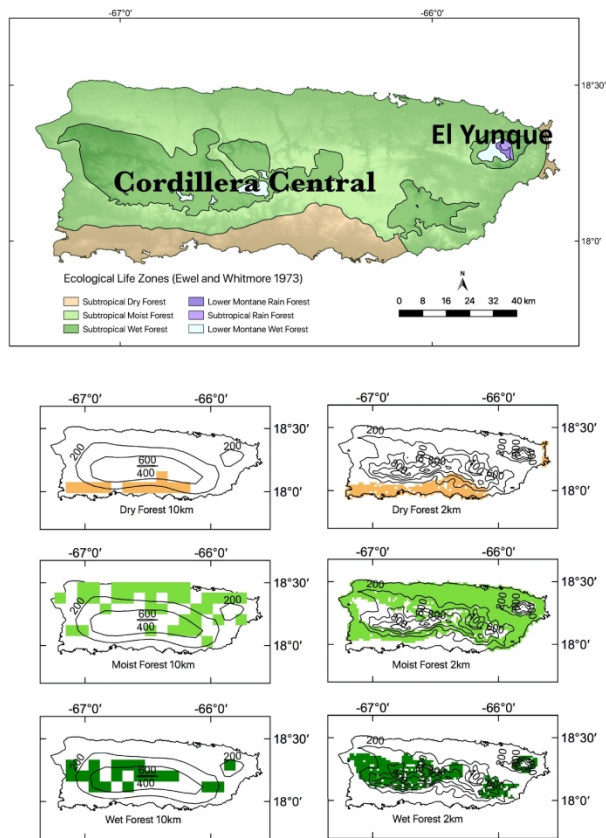 -67°0′ -66°0′
18°30′
El Yunque
Cordillera Central
18°0′
Ecological Life Zones (Ewel and Whitmore 1973)
Subtropical Dry Forest Lower Montane Rain Forest
Subtropical Moist Forest Subtropical Rain Forest
Subtropical Wet Forest Lower Montane Wet Forest
N
0 8 16 24 32 40 km
-67°0′ -66°0′ -67°0′ -66°0′
200 600 400 200 18°30′ 200 18°30′
18°0′ 18°0′
Dry Forest 10km Dry Forest 2km
-67°0′ -66°0′ -67°0′ -66°0′
200 600 400 200 18°30′ 200 18°30′
18°0′ 18°0′
Moist Forest 10km Moist Forest 2km
-67°0′ -66°0′ -67°0′ -66°0′
200 600 400 200 18°30′ 200 18°30′
18°0′ 18°0′
Wet Forest 10km Wet Forest 2km